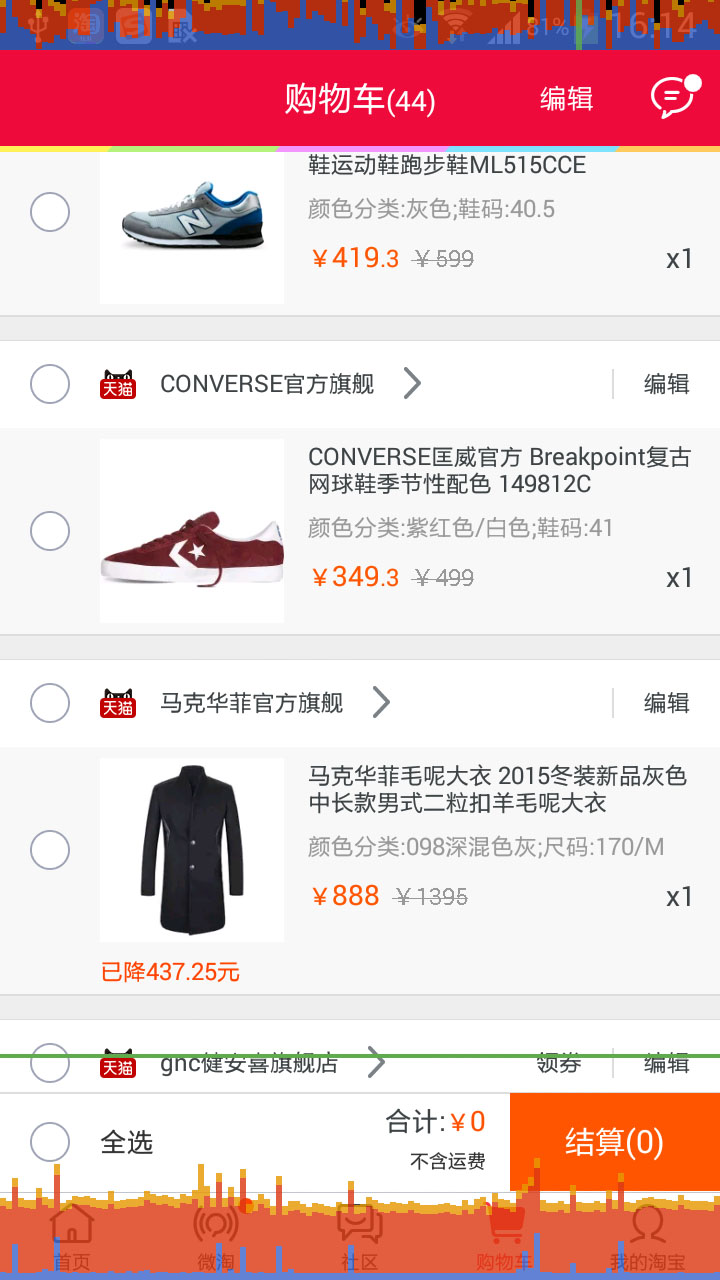 81% 16:14
购物车(44) 编辑
鞋运动鞋跑步鞋ML515CCE
颜色分类:灰色;鞋码:40.5
￥419.3 ￥599 x1
天猫 CONVERSE官方旗舰 编辑
CONVERSE匡威官方 Breakpoint复古
网球鞋季节性配色 149812C
颜色分类:紫红色/白色;鞋码:41
￥349.3 ￥499 x1
天猫 马克华菲官方旗舰 编辑
马克华菲毛呢大衣 2015冬装新品灰色
中长款男式二粒扣羊毛呢大衣
颜色分类:098深混色灰;尺码:170/M
￥888 ￥1395 x1
已降437.25元
天猫 gnc健安喜旗舰店 领券 编辑
全选 合计:￥0 结算(0)
不含运费
首页 微淘 社区 购物车 我的淘宝